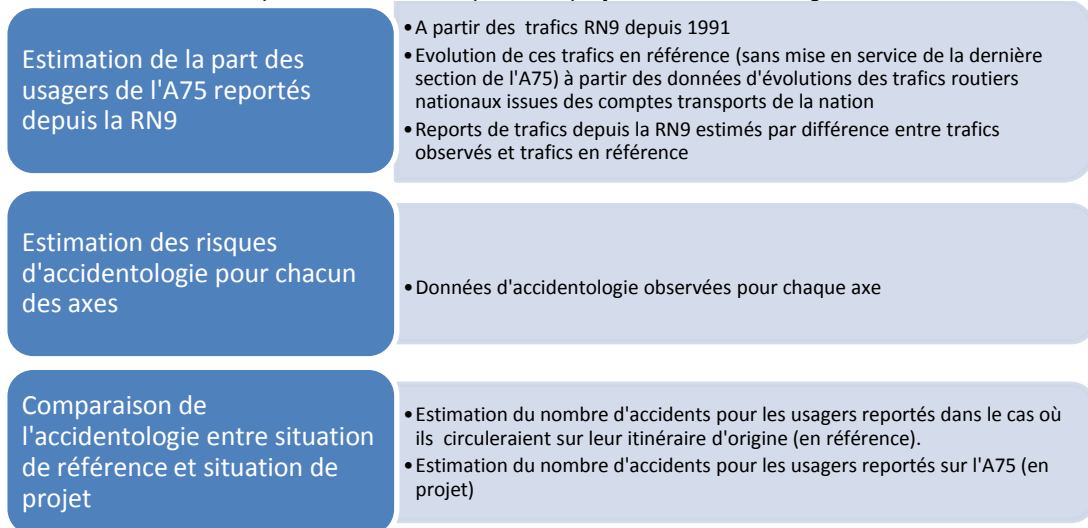 Estimation de la part des
usagers de l'A75 reportés
depuis la RN9
•A partir des trafics RN9 depuis 1991
•Evolution de ces trafics en référence (sans mise en service de la dernière
section de l'A75) à partir des données d'évolutions des trafics routiers
nationaux issues des comptes transports de la nation
•Reports de trafics depuis la RN9 estimés par différence entre trafics
observés et trafics en référence
Estimation des risques
d'accidentologie pour chacun
des axes
•Données d'accidentologie observées pour chaque axe
Comparaison de
l'accidentologie entre situation
de référence et situation de
projet
•Estimation du nombre d'accidents pour les usagers reportés dans le cas où
ils circuleraient sur leur itinéraire d'origine (en référence).
•Estimation du nombre d'accidents pour les usagers reportés sur l'A75 (en
projet)